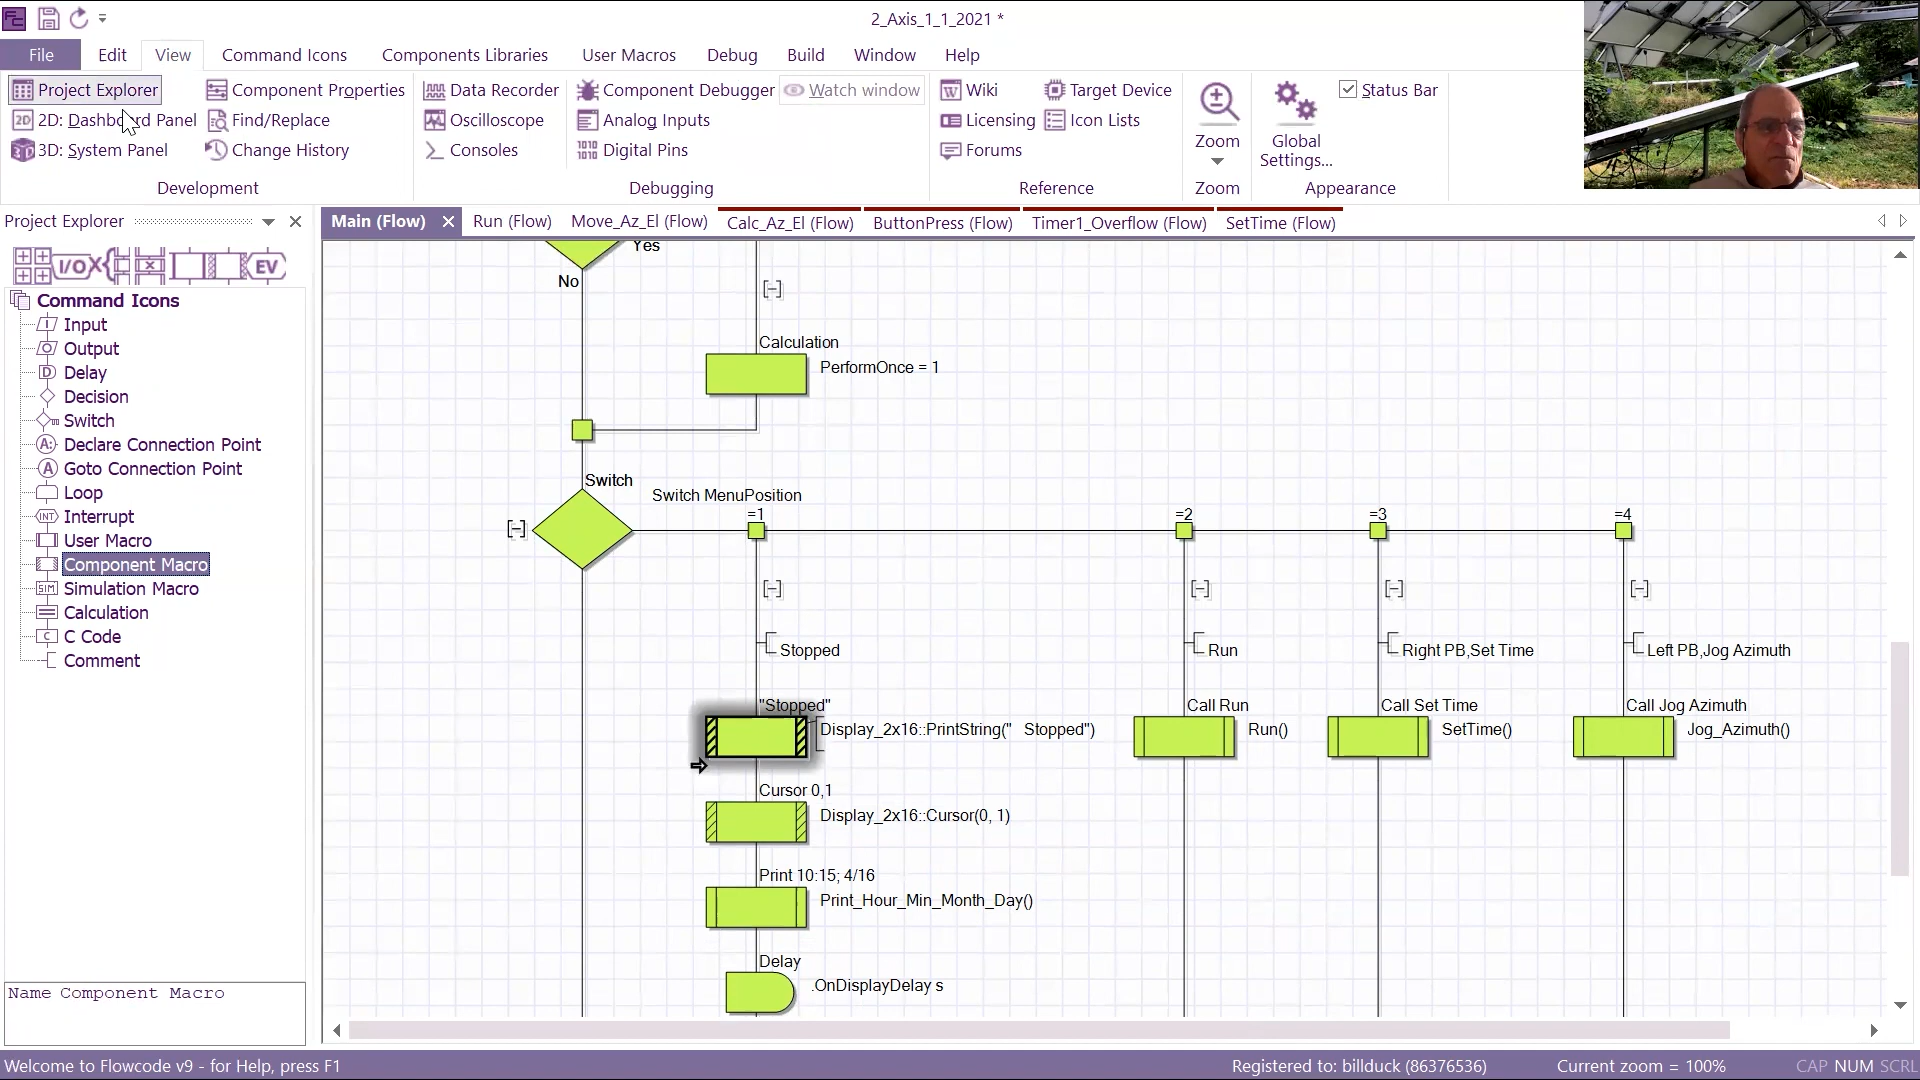 FC
2_Axis_1_1_2021 *
File Edit View Command Icons Components Libraries User Macros Debug Build Window Help
Project Explorer Component Properties Data Recorder Component Debugger Watch window Wiki Target Device Status Bar
2D: Dashboard Panel Find/Replace Oscilloscope Analog Inputs Licensing Icon Lists
3D: System Panel Change History Consoles Digital Pins Forums Zoom Global Settings...
Development Debugging Reference Zoom Appearance
Project Explorer
Main (Flow) Run (Flow) Move_Az_El (Flow) Calc_Az_El (Flow) ButtonPress (Flow) Timer1_Overflow (Flow) SetTime (Flow)
I/O X EV
Command Icons
Input
Output
Delay
Decision
Switch
Declare Connection Point
Goto Connection Point
Loop
Interrupt
User Macro
Component Macro
Simulation Macro
Calculation
C Code
Comment
Name Component Macro
Yes
No
Calculation
PerformOnce = 1
Switch
Switch MenuPosition
=1 =2 =3 =4
Stopped Run Right PB,Set Time Left PB,Jog Azimuth
"Stopped" Call Run Call Set Time Call Jog Azimuth
Display_2x16::PrintString("   Stopped") Run() SetTime() Jog_Azimuth()
Cursor 0,1
Display_2x16::Cursor(0, 1)
Print 10:15; 4/16
Print_Hour_Min_Month_Day()
Delay
.OnDisplayDelay s
Welcome to Flowcode v9 - for Help, press F1 Registered to: billduck (86376536) Current zoom = 100% CAP NUM SCRL